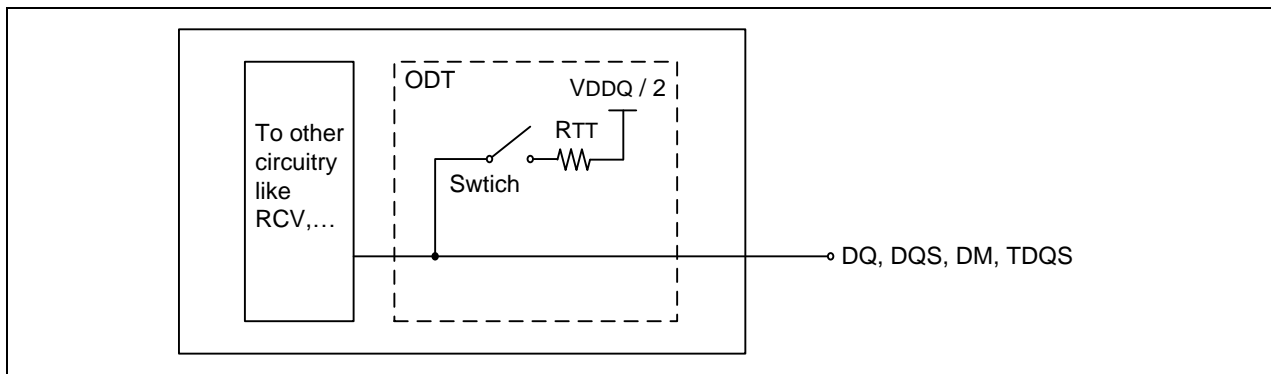 ODT
VDDQ / 2
RTT
Swtich
To other
circuitry
like
RCV,…
DQ, DQS, DM, TDQS